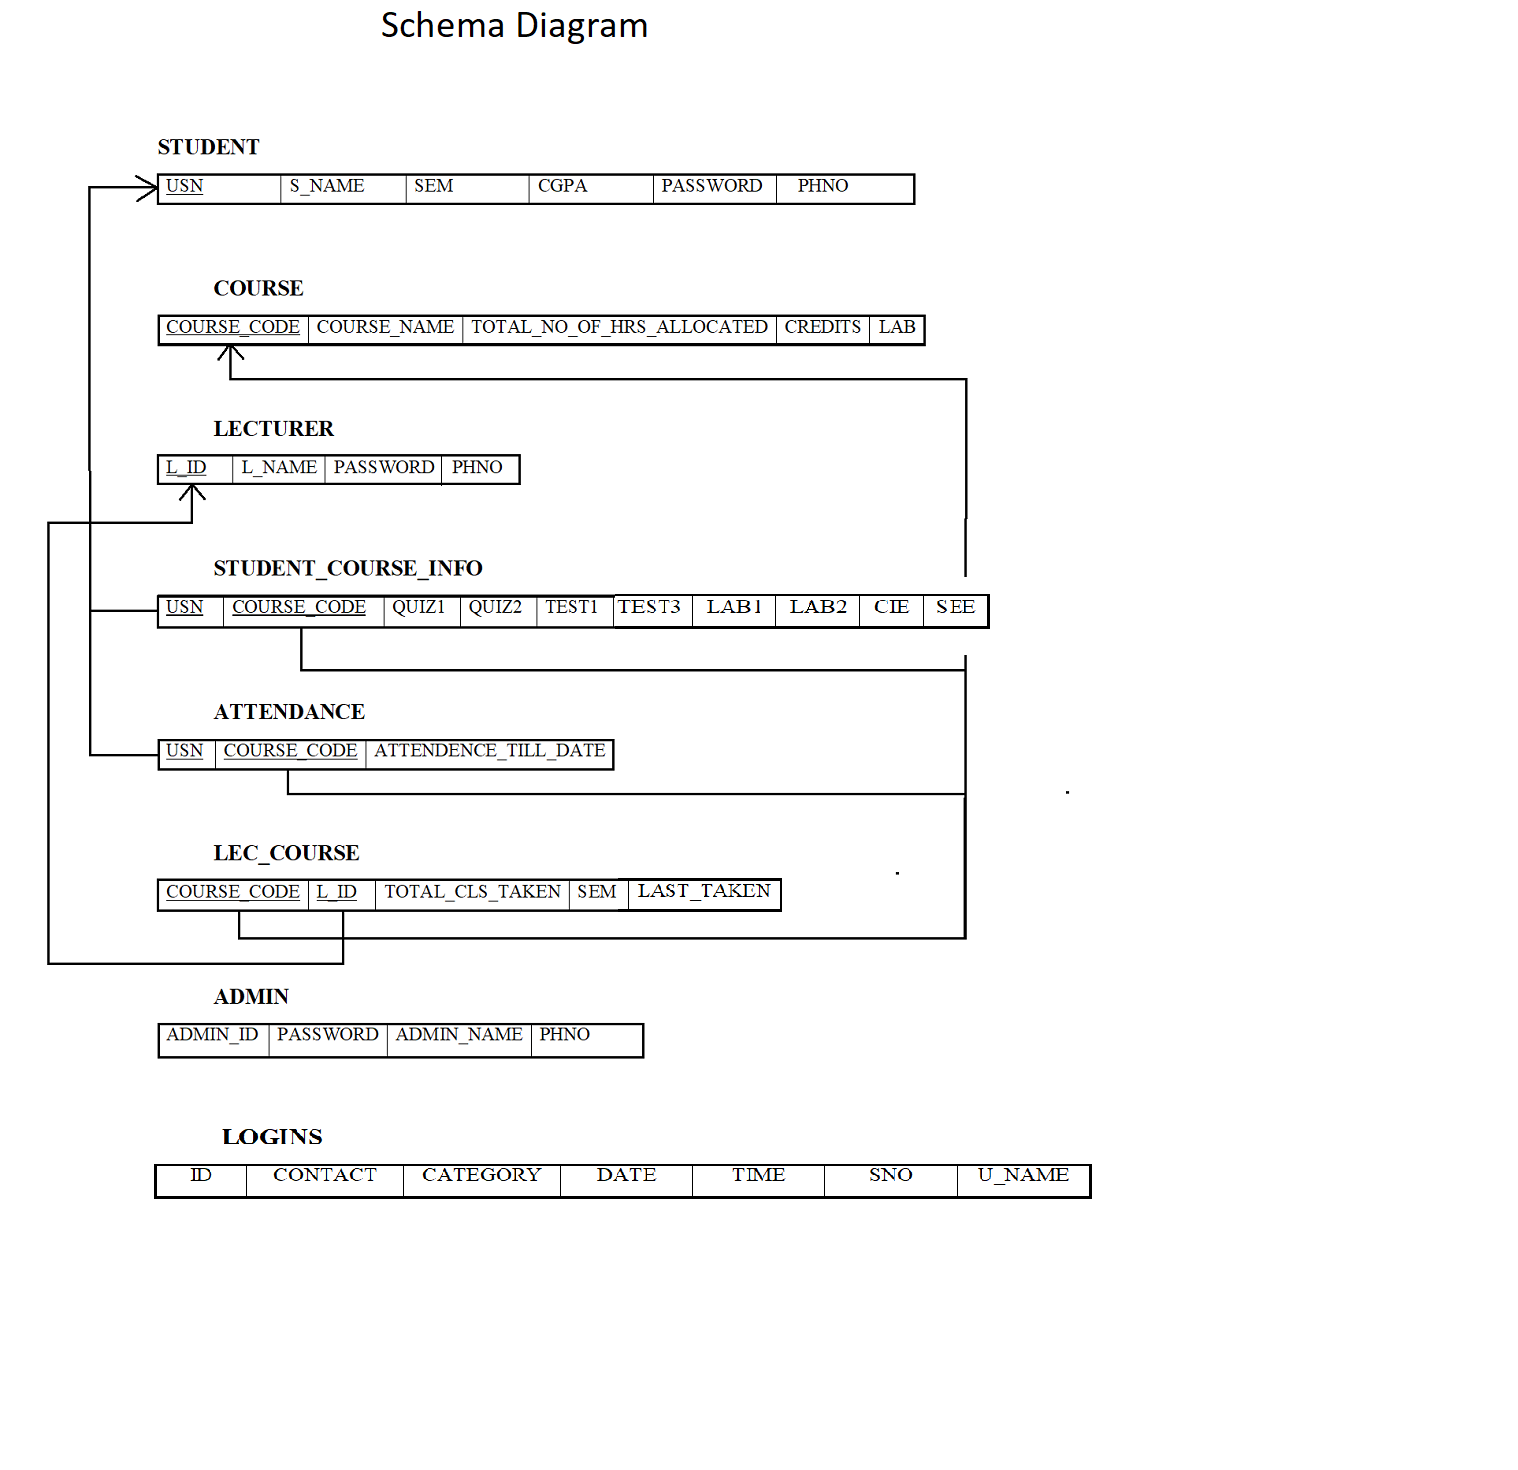 Schema Diagram
STUDENT
USN S_NAME SEM CGPA PASSWORD PHNO
COURSE
COURSE_CODE COURSE_NAME TOTAL_NO_OF_HRS_ALLOCATED CREDITS LAB
LECTURER
L_ID L_NAME PASSWORD PHNO
STUDENT_COURSE_INFO
USN COURSE_CODE QUIZ1 QUIZ2 TEST1 TEST3 LAB1 LAB2 CIE SEE
ATTENDANCE
USN COURSE_CODE ATTENDENCE_TILL_DATE
LEC_COURSE
COURSE_CODE L_ID TOTAL_CLS_TAKEN SEM LAST_TAKEN
ADMIN
ADMIN_ID PASSWORD ADMIN_NAME PHNO
LOGINS
ID CONTACT CATEGORY DATE TIME SNO U_NAME